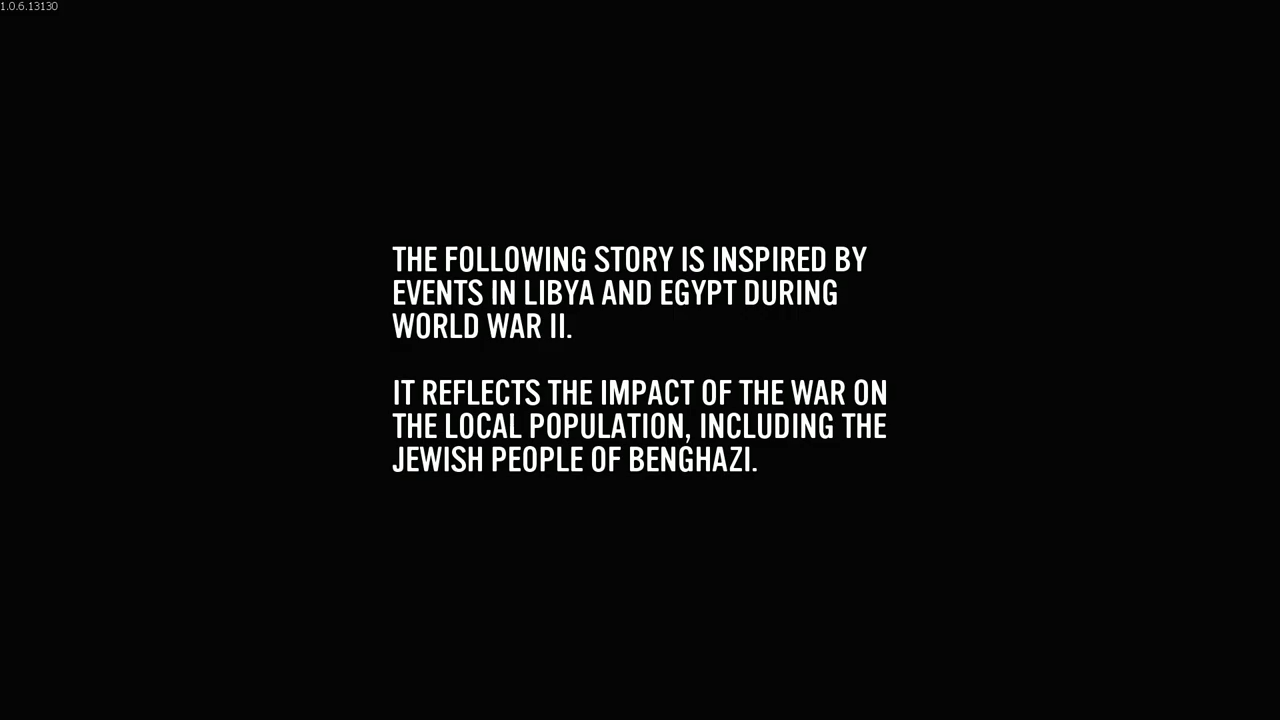 1.0.6.13130
THE FOLLOWING STORY IS INSPIRED BY
EVENTS IN LIBYA AND EGYPT DURING
WORLD WAR II.
IT REFLECTS THE IMPACT OF THE WAR ON
THE LOCAL POPULATION, INCLUDING THE
JEWISH PEOPLE OF BENGHAZI.